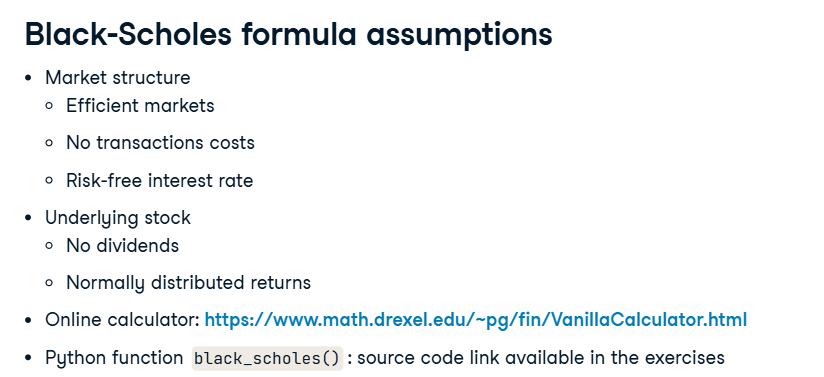 Black-Scholes formula assumptions
• Market structure
○ Efficient markets
○ No transactions costs
○ Risk-free interest rate
• Underlying stock
○ No dividends
○ Normally distributed returns
• Online calculator: https://www.math.drexel.edu/~pg/fin/VanillaCalculator.html
• Python function black_scholes() : source code link available in the exercises